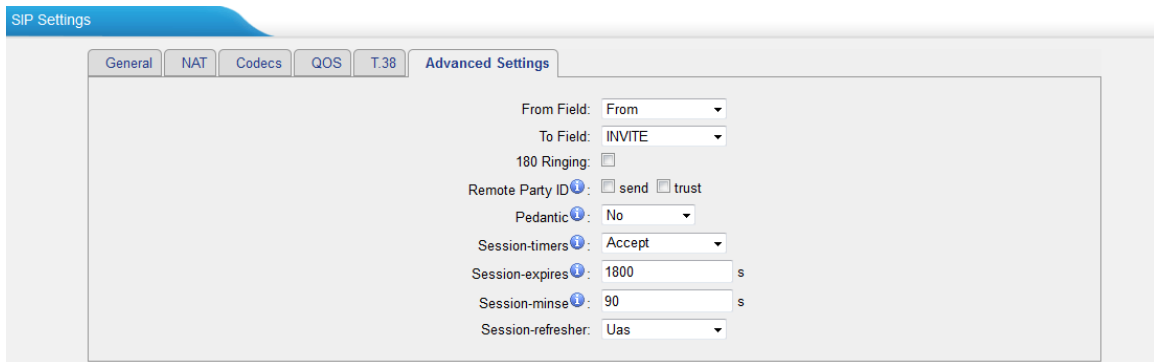 SIP Settings
General NAT Codecs QOS T.38 Advanced Settings
From Field: From
To Field: INVITE
180 Ringing:
Remote Party ID i : send trust
Pedantic i : No
Session-timers i : Accept
Session-expires i : 1800 s
Session-minse i : 90 s
Session-refresher: Uas